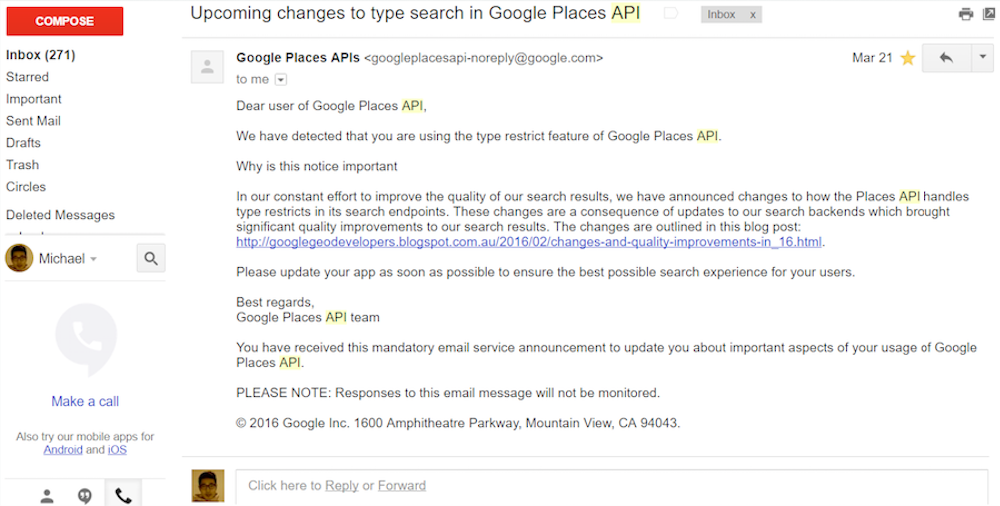 COMPOSE
Inbox (271)
Starred
Important
Sent Mail
Drafts
Trash
Circles
Deleted Messages
Michael
Make a call
Also try our mobile apps for
Android and iOS
Upcoming changes to type search in Google Places API
Inbox x
Google Places APIs <googleplacesapi-noreply@google.com>
Mar 21
to me
Dear user of Google Places API,
We have detected that you are using the type restrict feature of Google Places API.
Why is this notice important
In our constant effort to improve the quality of our search results, we have announced changes to how the Places API handles
type restricts in its search endpoints. These changes are a consequence of updates to our search backends which brought
significant quality improvements to our search results. The changes are outlined in this blog post:
http://googlegeodevelopers.blogspot.com.au/2016/02/changes-and-quality-improvements-in_16.html.
Please update your app as soon as possible to ensure the best possible search experience for your users.
Best regards,
Google Places API team
You have received this mandatory email service announcement to update you about important aspects of your usage of Google
Places API.
PLEASE NOTE: Responses to this email message will not be monitored.
© 2016 Google Inc. 1600 Amphitheatre Parkway, Mountain View, CA 94043.
Click here to Reply or Forward